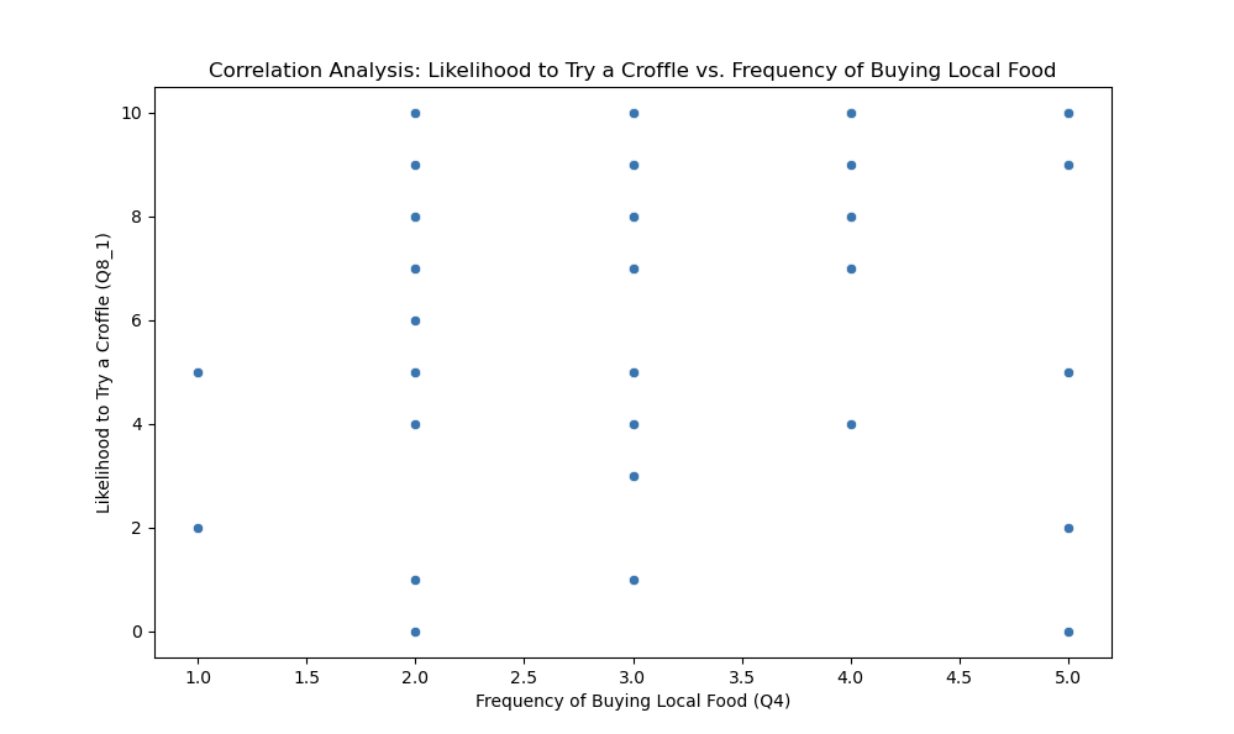 Correlation Analysis: Likelihood to Try a Croffle vs. Frequency of Buying Local Food
10
8
6
4
2
0
Likelihood to Try a Croffle (Q8_1)
1.0 1.5 2.0 2.5 3.0 3.5 4.0 4.5 5.0
Frequency of Buying Local Food (Q4)